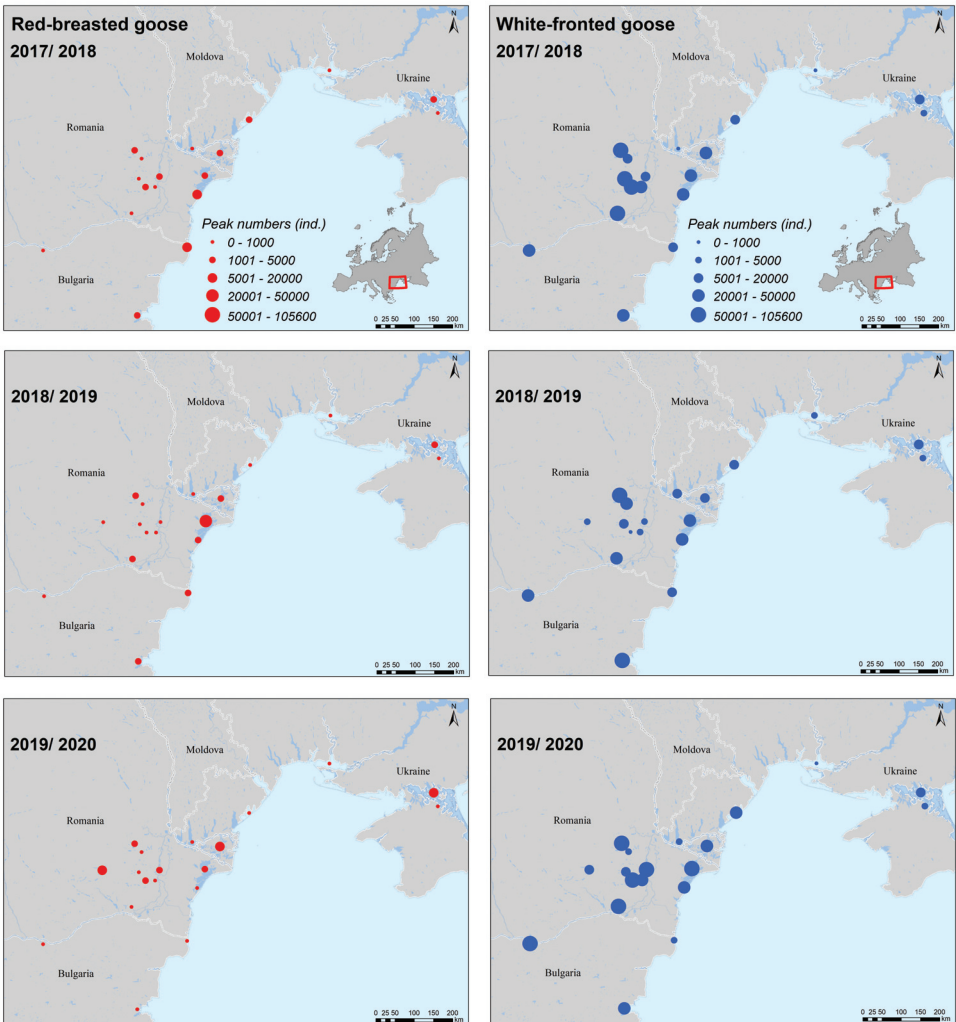 Red-breasted goose
2017/ 2018
N
Moldova
Ukraine
Romania
Bulgaria
Peak numbers (ind.)
0 - 1000
1001 - 5000
5001 - 20000
20001 - 50000
50001 - 105600
0 25 50 100 150 200
km
White-fronted goose
2017/ 2018
N
Moldova
Ukraine
Romania
Bulgaria
Peak numbers (ind.)
0 - 1000
1001 - 5000
5001 - 20000
20001 - 50000
50001 - 105600
0 25 50 100 150 200
km
2018/ 2019
N
Moldova
Ukraine
Romania
Bulgaria
0 25 50 100 150 200
km
2018/ 2019
N
Moldova
Ukraine
Romania
Bulgaria
0 25 50 100 150 200
km
2019/ 2020
N
Moldova
Ukraine
Romania
Bulgaria
0 25 50 100 150 200
km
2019/ 2020
N
Moldova
Ukraine
Romania
Bulgaria
0 25 50 100 150 200
km